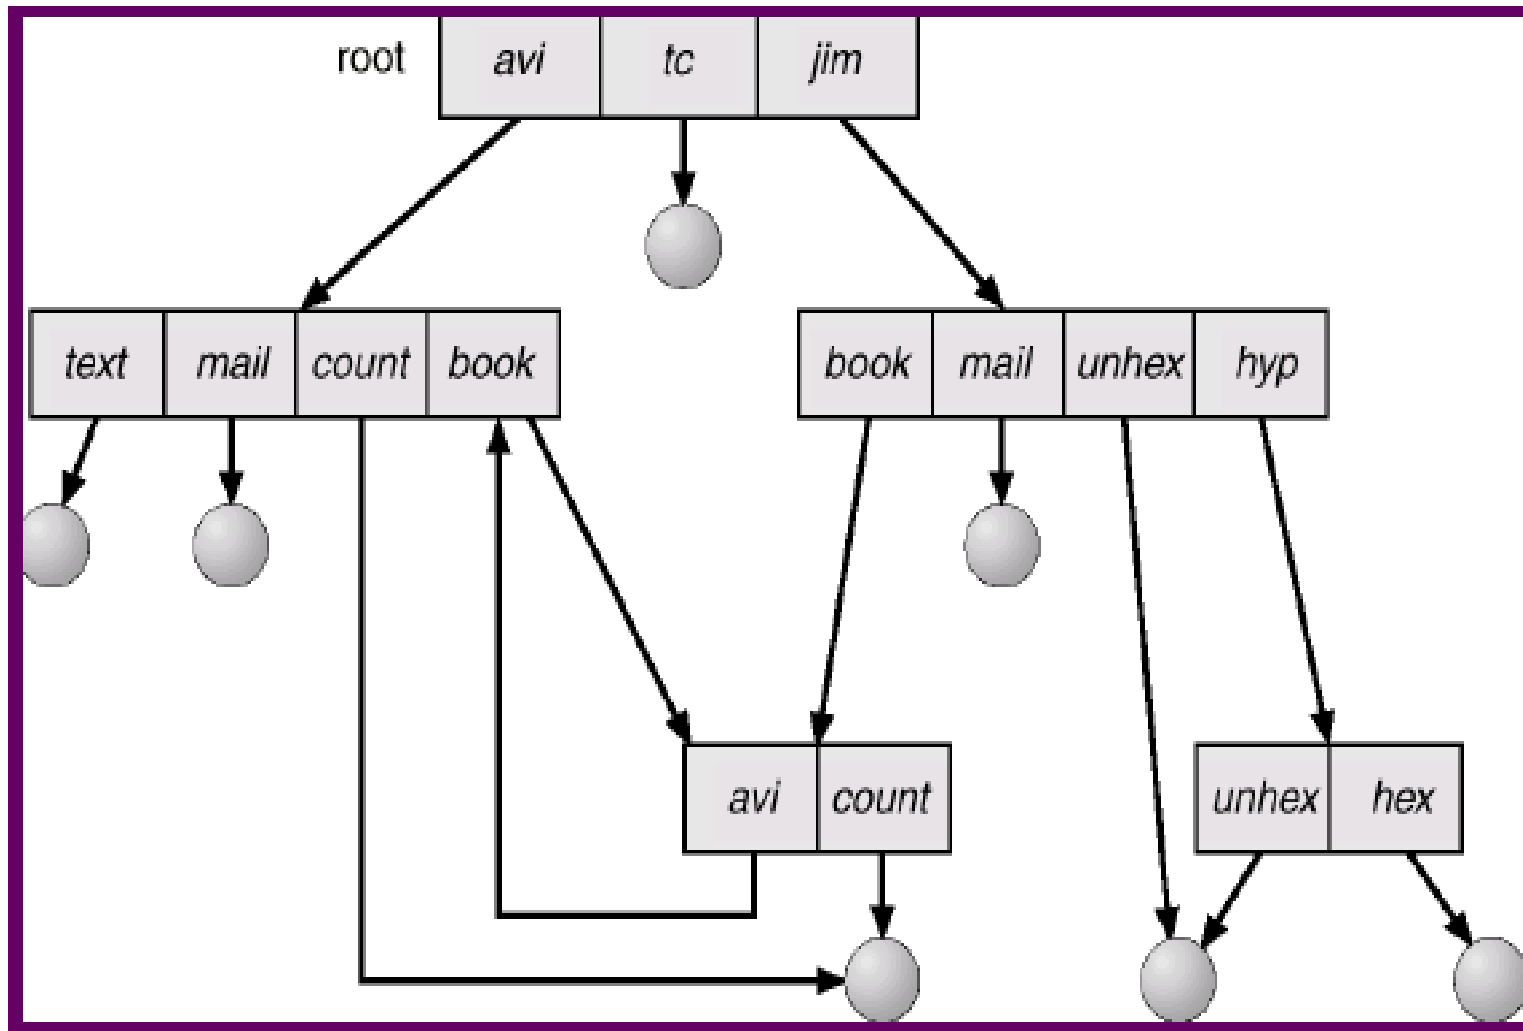 root avi tc jim
text mail count book book mail unhex hyp
avi count unhex hex